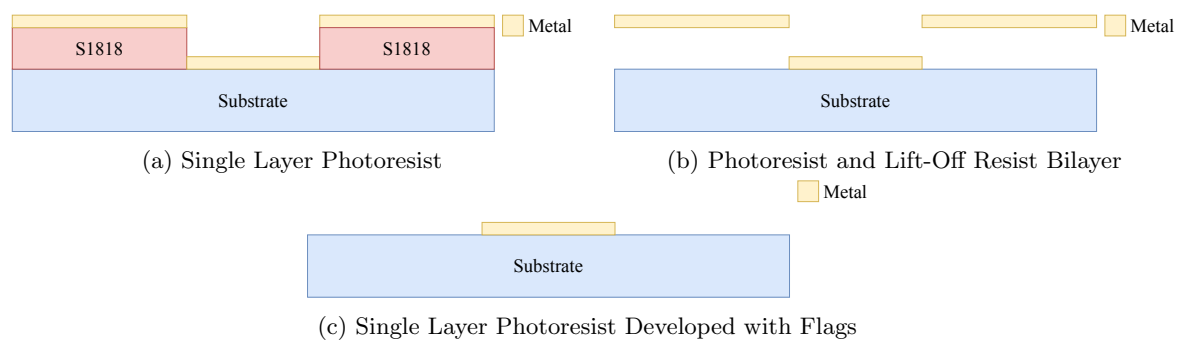 S1818
S1818
Metal
Substrate
(a) Single Layer Photoresist
Metal
Substrate
(b) Photoresist and Lift-Off Resist Bilayer
Metal
Substrate
(c) Single Layer Photoresist Developed with Flags